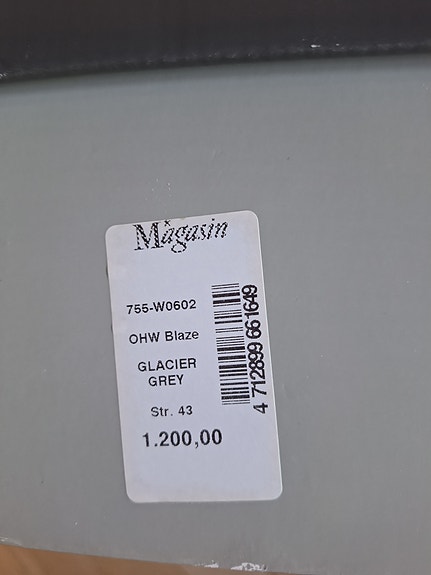 Magasin
755-W0602
OHW Blaze
GLACIER
GREY
Str. 43
1.200,00
4 712899 661649